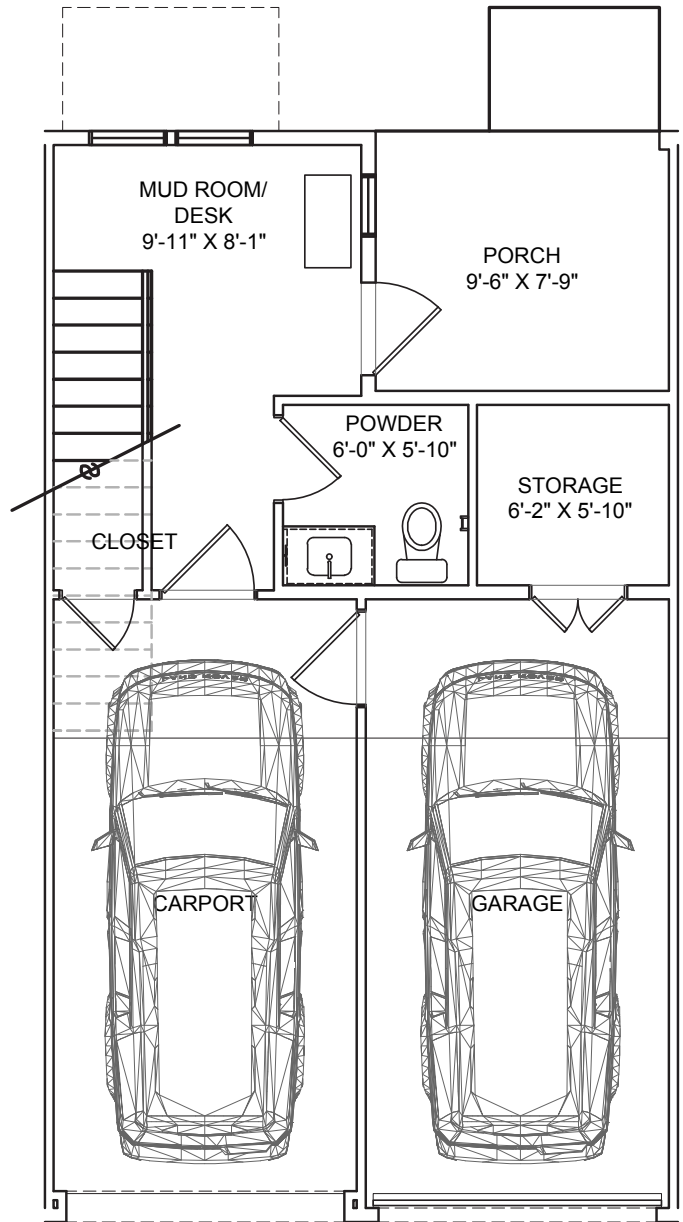 MUD ROOM/
DESK
9'-11" X 8'-1"
PORCH
9'-6" X 7'-9"
POWDER
6'-0" X 5'-10"
STORAGE
6'-2" X 5'-10"
CLOSET
CARPORT
GARAGE